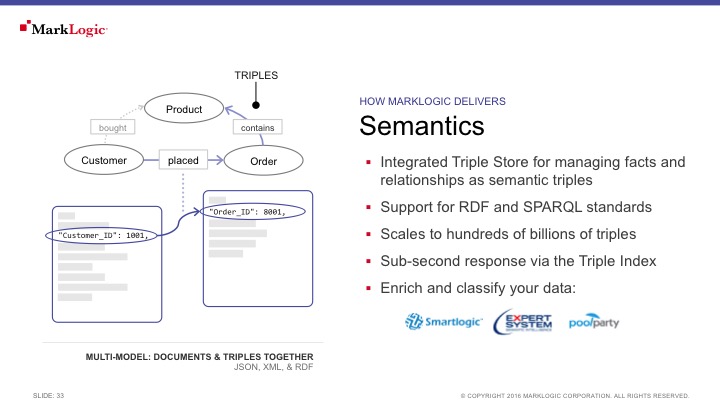 MarkLogic
TRIPLES
Product
bought
contains
Customer
placed
Order
"Order_ID": 8001,
"Customer_ID": 1001,
MULTI-MODEL: DOCUMENTS & TRIPLES TOGETHER
JSON, XML, & RDF
HOW MARKLOGIC DELIVERS
Semantics
Integrated Triple Store for managing facts and
relationships as semantic triples
Support for RDF and SPARQL standards
Scales to hundreds of billions of triples
Sub-second response via the Triple Index
Enrich and classify your data:
Smartlogic
EXPERT
SYSTEM
poolparty
SLIDE: 33
© COPYRIGHT 2016 MARKLOGIC CORPORATION. ALL RIGHTS RESERVED.